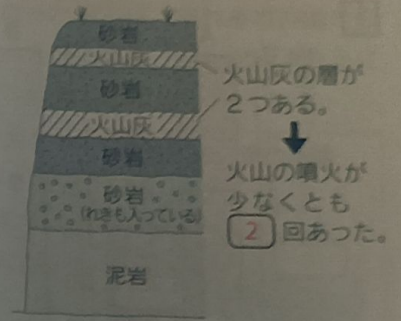 砂岩
火山灰
砂岩
火山灰
砂岩
砂岩
(れきも入っている)
泥岩
火山灰の層が
2つある。
火山の噴火が
少なくとも
2 回あった。